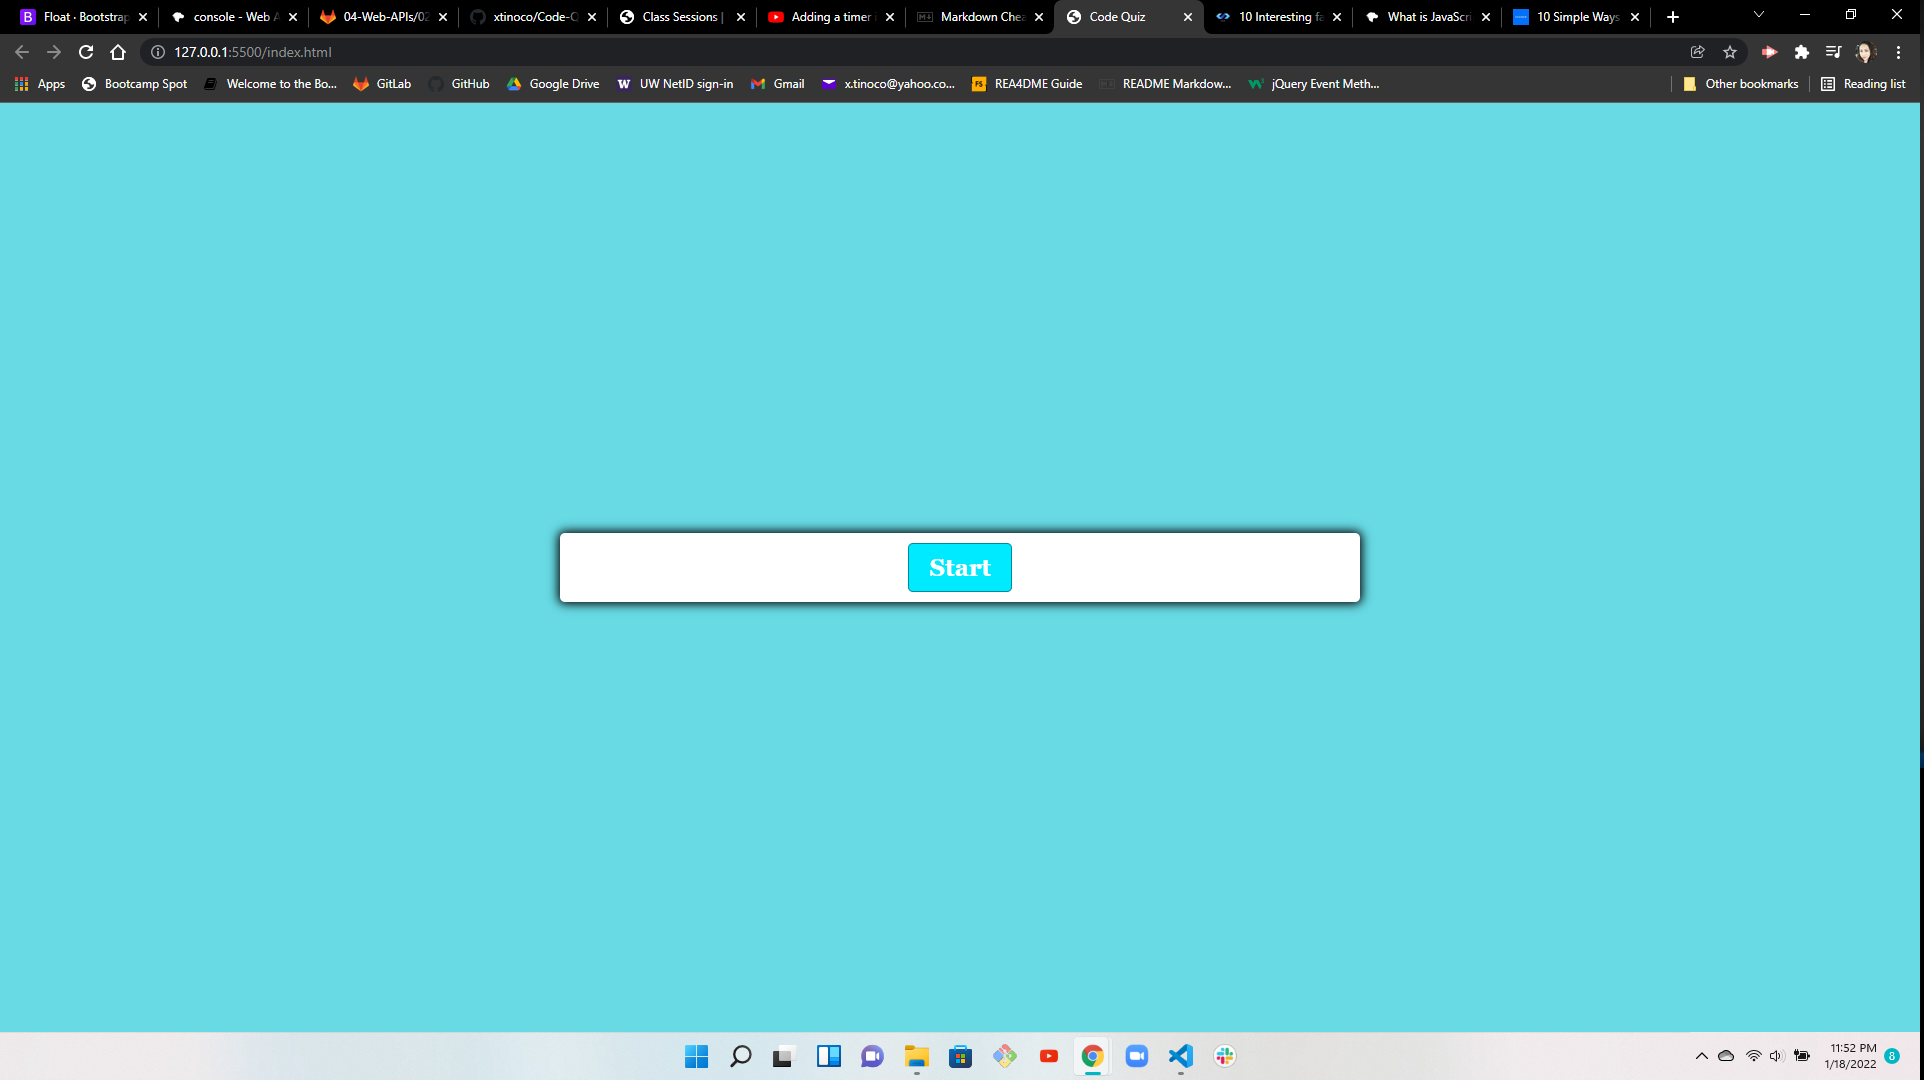 Float · Bootstrap
console - Web A
04-Web-APIs/02
xtinoco/Code-Q
Class Sessions |
Adding a timer i
Markdown Chea
Code Quiz
10 Interesting fa
What is JavaScri
10 Simple Ways
127.0.0.1:5500/index.html
Apps
Bootcamp Spot
Welcome to the Bo...
GitLab
GitHub
Google Drive
W
UW NetID sign-in
Gmail
x.tinoco@yahoo.co...
FS
REA4DME Guide
README Markdow...
jQuery Event Meth...
Other bookmarks
Reading list
Start
11:52 PM
1/18/2022
8